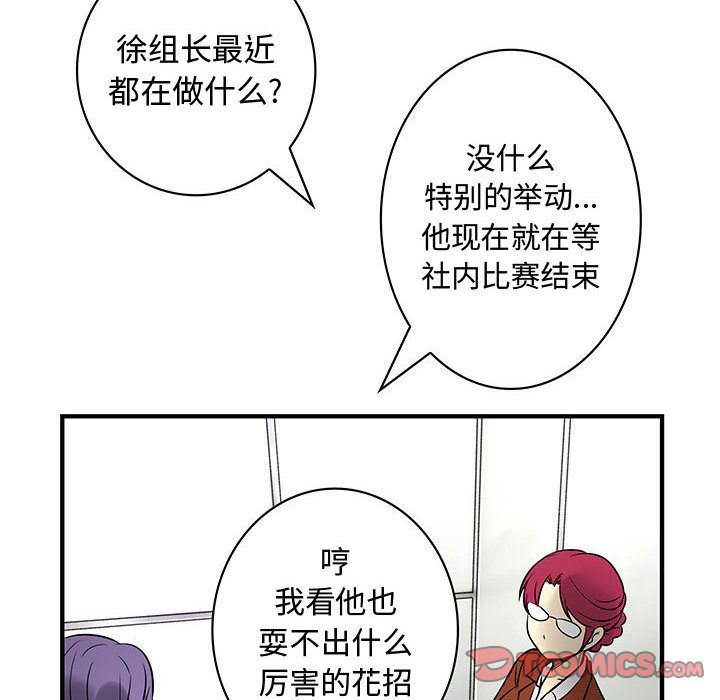 徐组长最近
都在做什么?
没什么
特别的举动...
他现在就在等
社内比赛结束
哼
我看他也
耍不出什么
厉害的花招
TOOMICS.COM